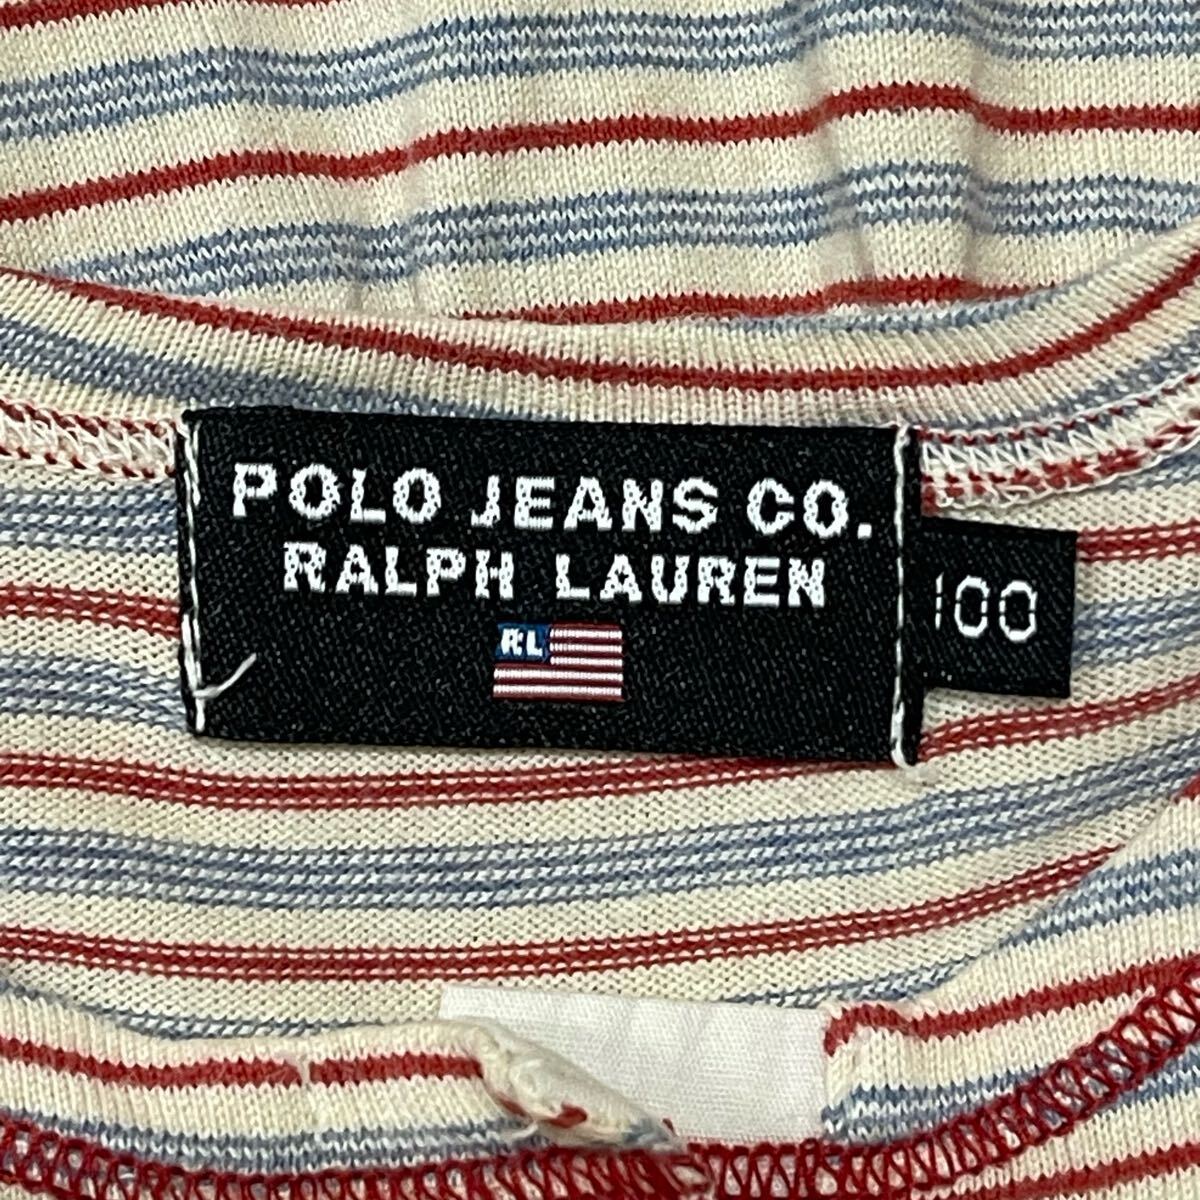 POLO JEANS CO.
RALPH LAUREN
RL
100